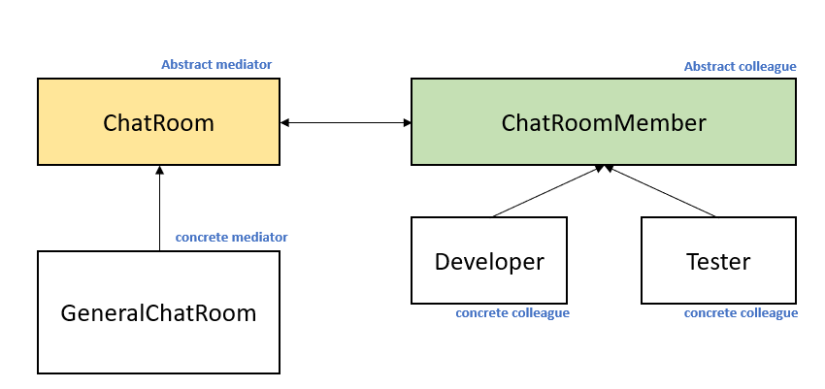 Abstract mediator
Abstract colleague
ChatRoom
ChatRoomMember
concrete mediator
Developer
Tester
GeneralChatRoom
concrete colleague
concrete colleague